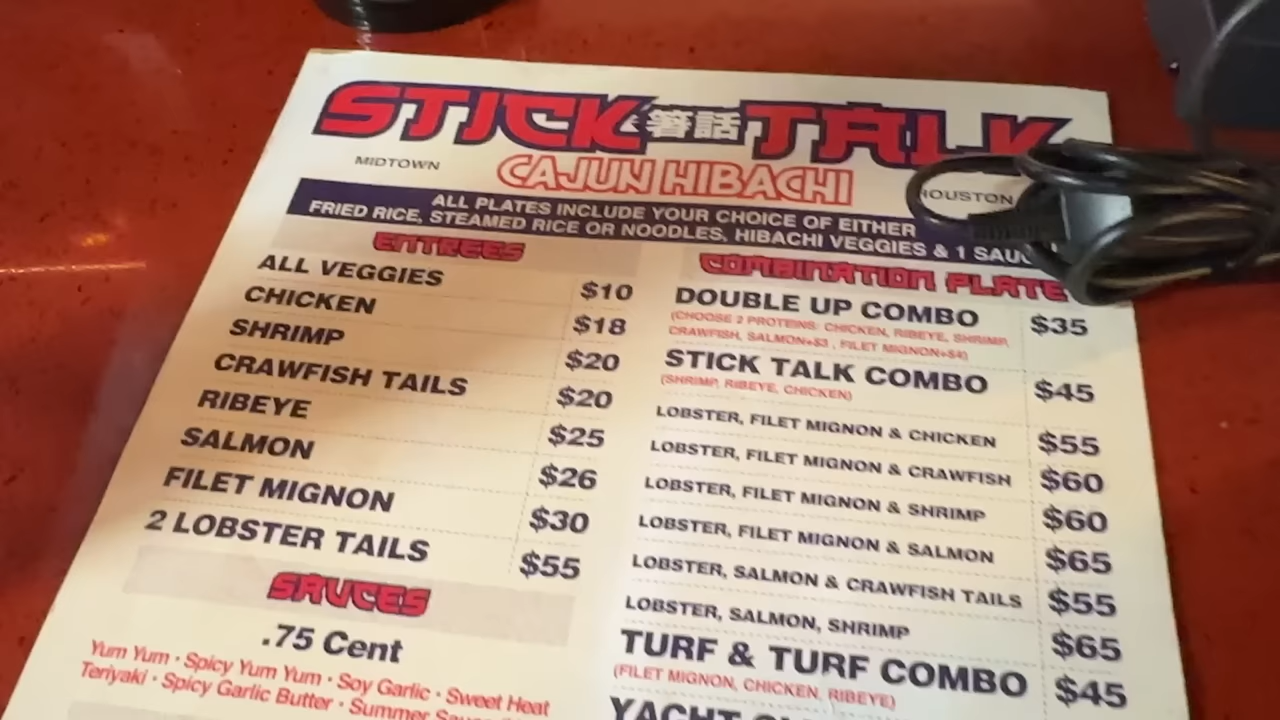 STICK 箸話 TALK
MIDTOWN
CAJUN HIBACHI
HOUSTON
ALL PLATES INCLUDE YOUR CHOICE OF EITHER
FRIED RICE, STEAMED RICE OR NOODLES, HIBACHI VEGGIES & 1
ENTREES
ALL VEGGIES $10
CHICKEN $18
SHRIMP $20
CRAWFISH TAILS $20
RIBEYE $25
SALMON $26
FILET MIGNON $30
2 LOBSTER TAILS $55
SAUCES
.75 Cent
Yum Yum · Spicy Yum Yum · Soy Garlic · Sweet Heat
Teriyaki · Spicy Garlic Butter · Summer
COMBINATION PLATE
DOUBLE UP COMBO $35
(CHOOSE 2 PROTEINS: CHICKEN, RIBEYE, SHRIMP,
CRAWFISH, SALMON+$3 , FILET MIGNON+$4)
STICK TALK COMBO $45
(SHRIMP, RIBEYE, CHICKEN)
LOBSTER, FILET MIGNON & CHICKEN $55
LOBSTER, FILET MIGNON & CRAWFISH $60
LOBSTER, FILET MIGNON & SHRIMP $60
LOBSTER, FILET MIGNON & SALMON $65
LOBSTER, SALMON & CRAWFISH TAILS $55
LOBSTER, SALMON, SHRIMP $65
TURF & TURF COMBO $45
(FILET MIGNON, CHICKEN, RIBEYE)
YACHT